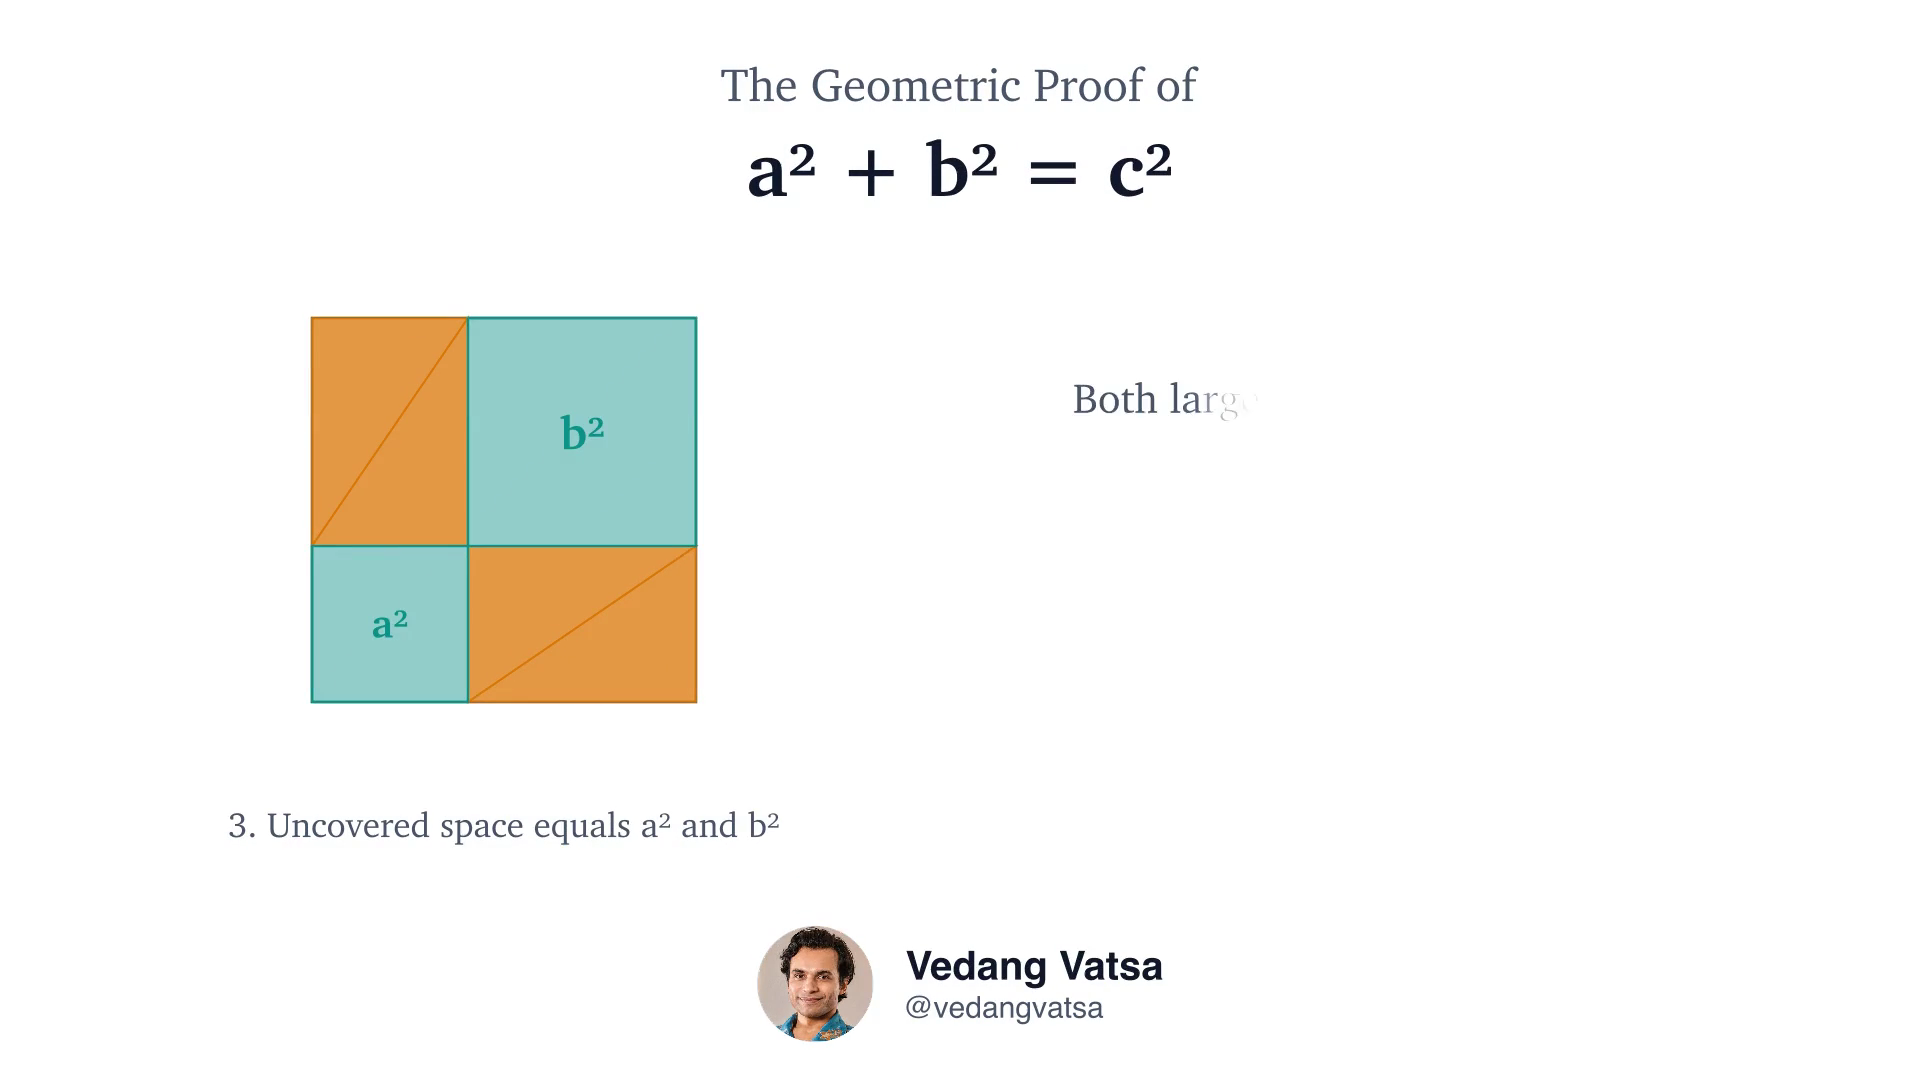 The Geometric Proof of
a² + b² = c²
b²
Both
a²
3. Uncovered space equals a² and b²
Vedang Vatsa
@vedangvatsa